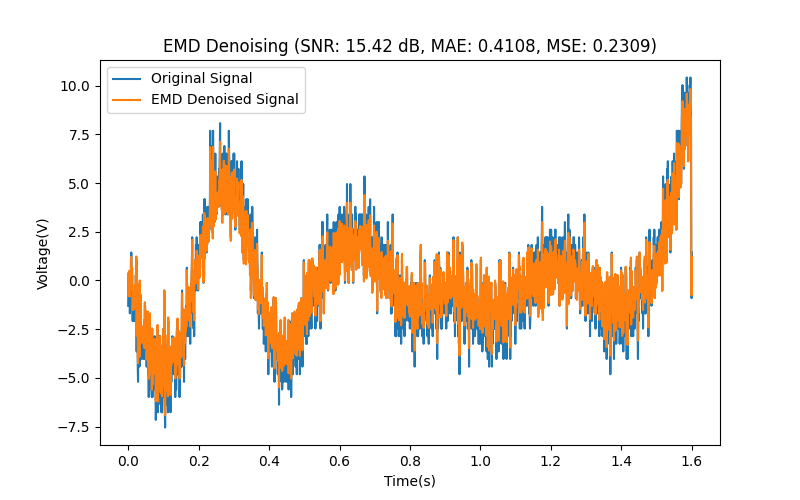 EMD Denoising (SNR: 15.42 dB, MAE: 0.4108, MSE: 0.2309)
Original Signal
EMD Denoised Signal
10.0
7.5
5.0
2.5
0.0
−2.5
−5.0
−7.5
Voltage(V)
0.0 0.2 0.4 0.6 0.8 1.0 1.2 1.4 1.6
Time(s)